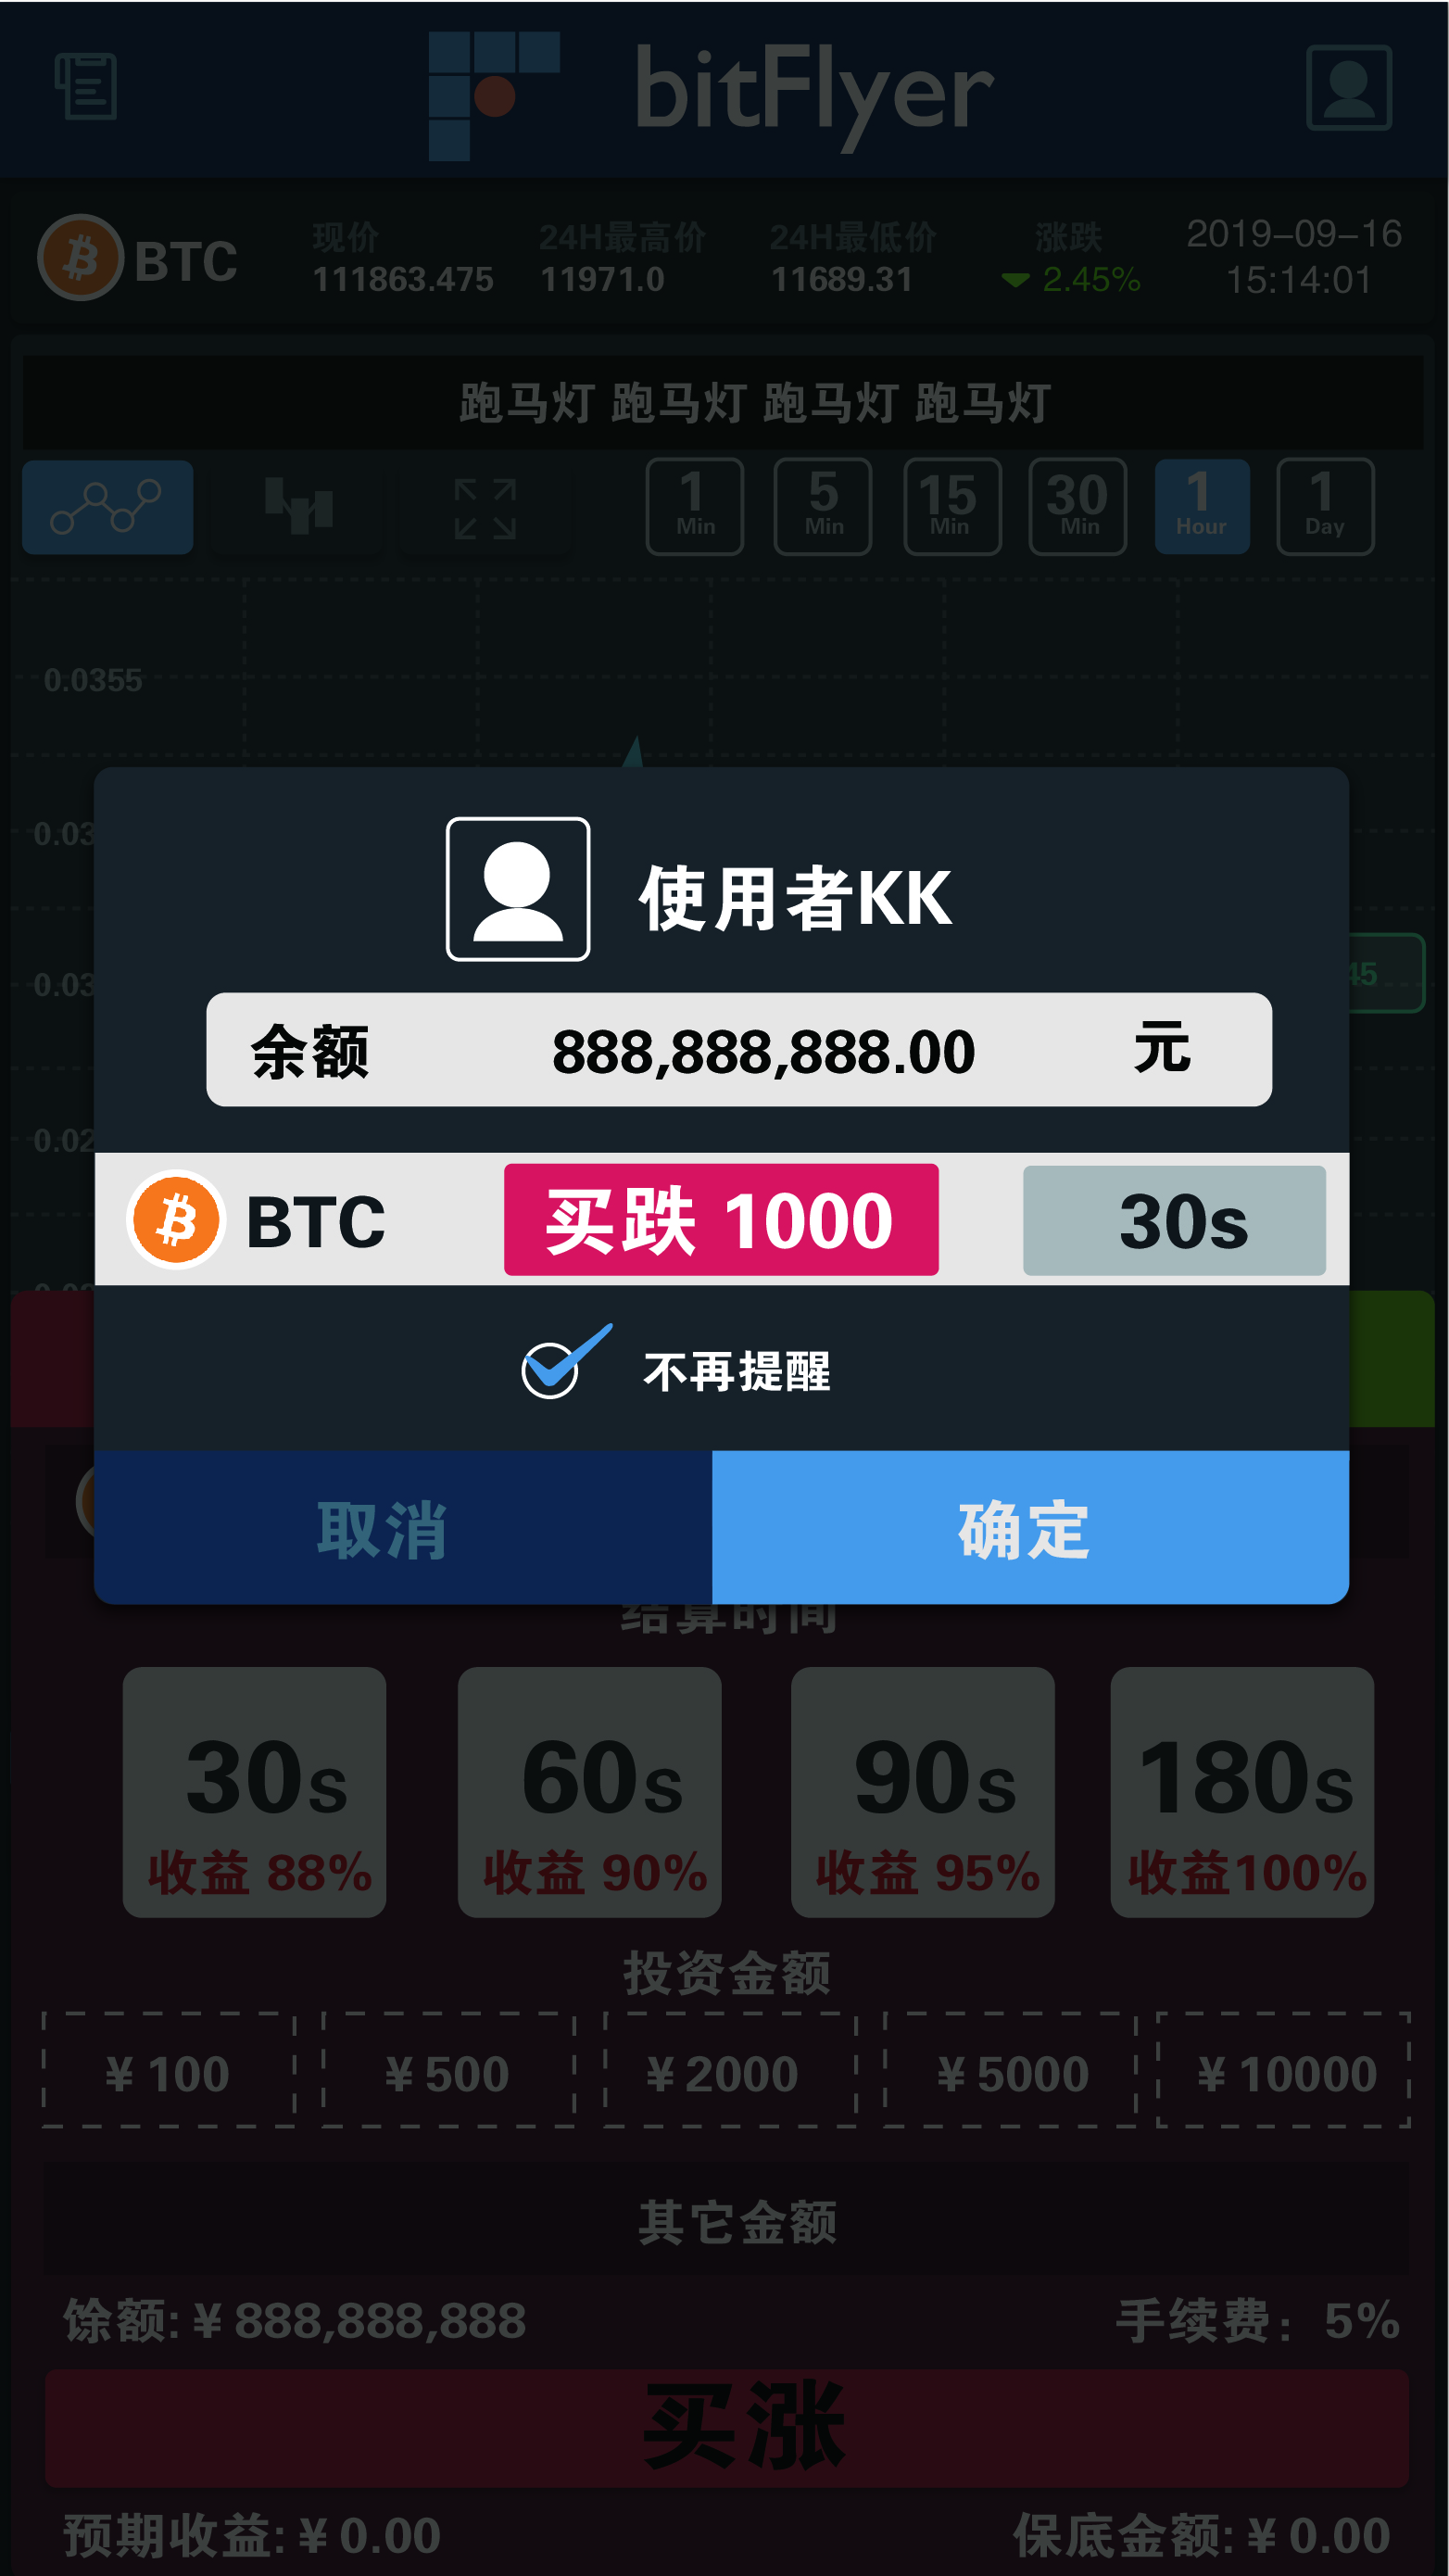 bitFlyer
BTC
现价
111863.475
24H最高价
11971.0
24H最低价
11689.31
涨跌
2.45%
2019-09-16
15:14:01
跑马灯 跑马灯 跑马灯 跑马灯
1 Min
5 Min
15 Min
30 Min
1 Hour
1 Day
0.0355
0.03
使用者KK
0.03
45
余额 888,888,888.00 元
0.02
BTC 买跌 1000 30s
不再提醒
取消 确定
结算时间
30s 60s 90s 180s
收益 88% 收益 90% 收益 95% 收益100%
投资金额
¥ 100 ¥ 500 ¥ 2000 ¥ 5000 ¥ 10000
其它金额
馀额: ¥ 888,888,888 手续费： 5%
买涨
预期收益: ¥ 0.00 保底金额: ¥ 0.00